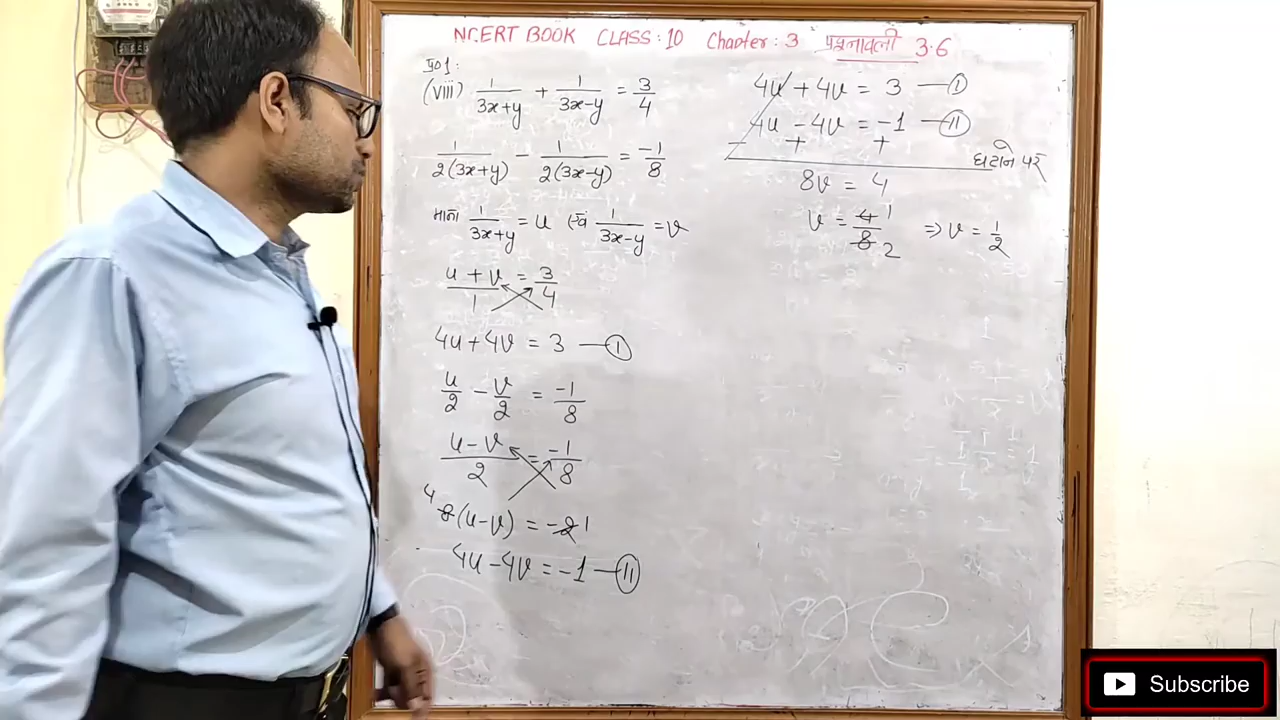 NCERT BOOK CLASS : 10 Chapter : 3 प्रश्नावली 3.6
प्र01:
(viii) 1/(3x+y) + 1/(3x-y) = 3/4
1/2(3x+y) - 1/2(3x-y) = -1/8
माना 1/(3x+y) = u एवं 1/(3x-y) = v
(u + v)/1 = 3/4
4u + 4v = 3 — (I)
u/2 - v/2 = -1/8
(u - v)/2 = -1/8
4 8(u-v) = -2 1
4u - 4v = -1 — (II)
4u + 4v = 3 — (I)
4u - 4v = -1 — (II)
- + +
घटाने पर
8v = 4
v = 4 1/8 2 ⇒ v = 1/2
Subscribe